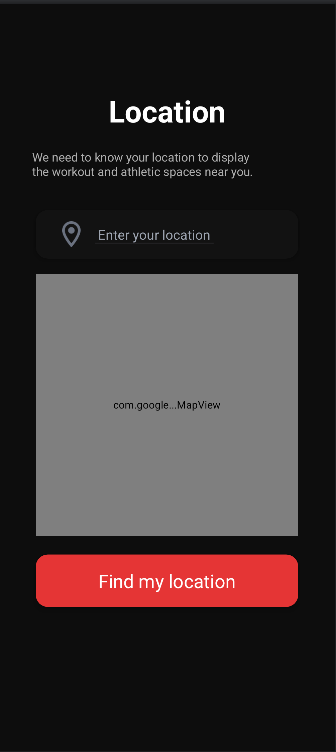 Location
We need to know your location to display
the workout and athletic spaces near you.
Enter your location
com.google...MapView
Find my location